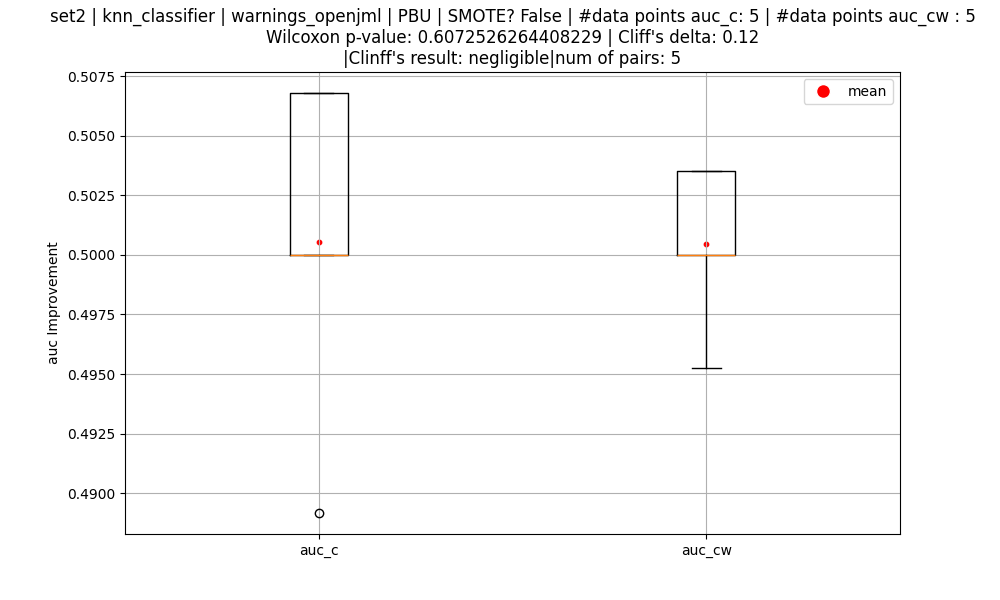 set2 | knn_classifier | warnings_openjml | PBU | SMOTE? False | #data points auc_c: 5 | #data points auc_cw : 5
Wilcoxon p-value: 0.6072526264408229 | Cliff's delta: 0.12
|Clinff's result: negligible|num of pairs: 5
mean
0.5075
0.5050
0.5025
0.5000
0.4975
0.4950
0.4925
0.4900
auc Improvement
auc_c
auc_cw